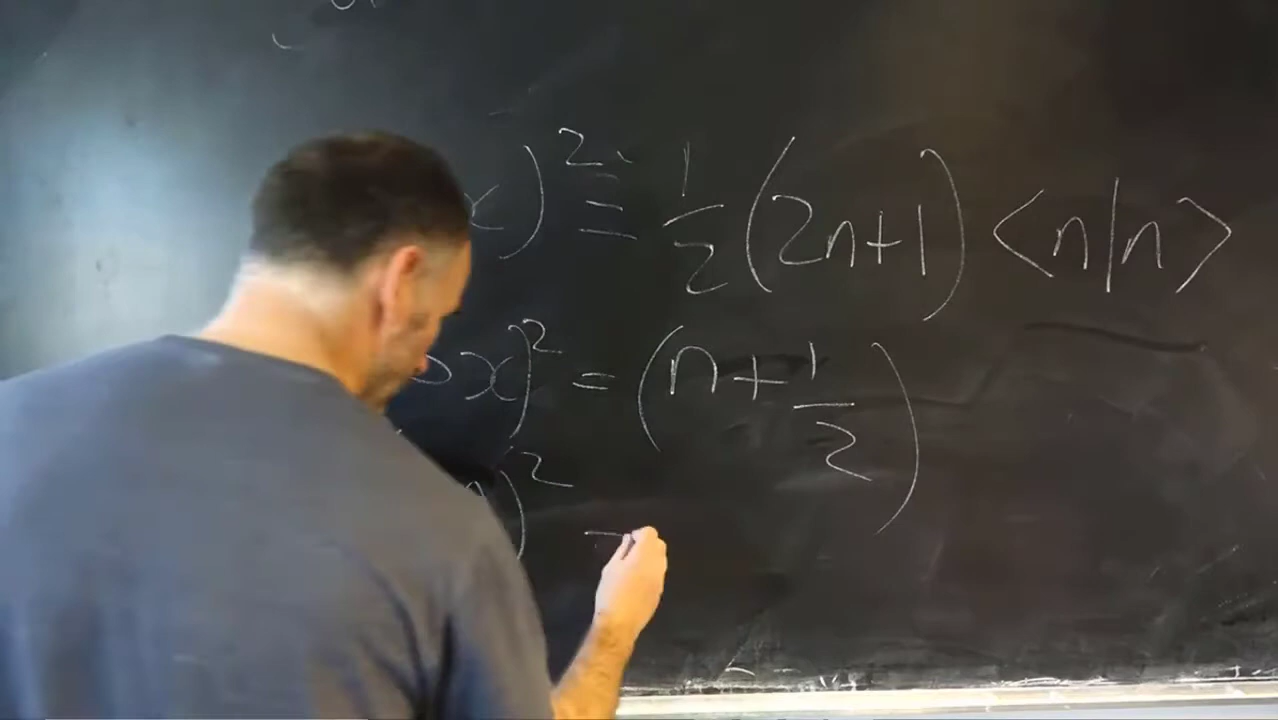 )² = 1/2 (2n+1) <n|n>
x)² = (n + 1/2)
)²